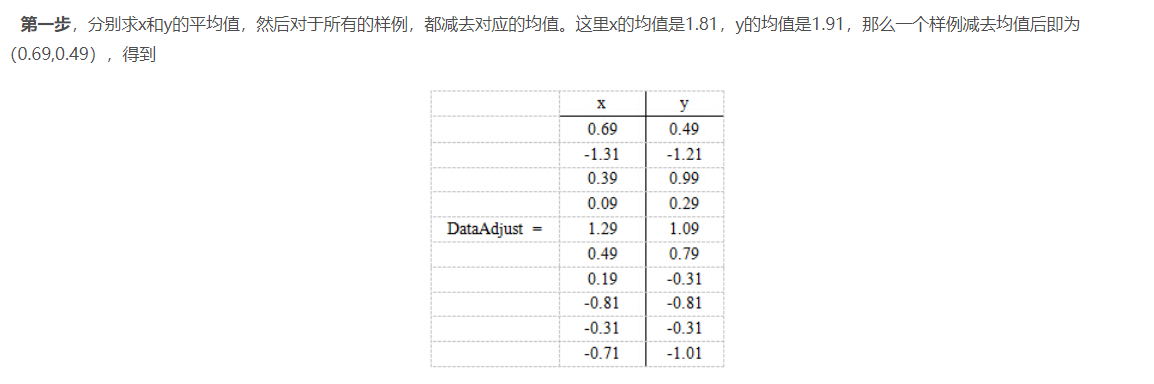 第一步，分别求x和y的平均值，然后对于所有的样例，都减去对应的均值。这里x的均值是1.81，y的均值是1.91，那么一个样例减去均值后即为
(0.69,0.49），得到
x y
0.69 0.49
-1.31 -1.21
0.39 0.99
0.09 0.29
DataAdjust = 1.29 1.09
0.49 0.79
0.19 -0.31
-0.81 -0.81
-0.31 -0.31
-0.71 -1.01